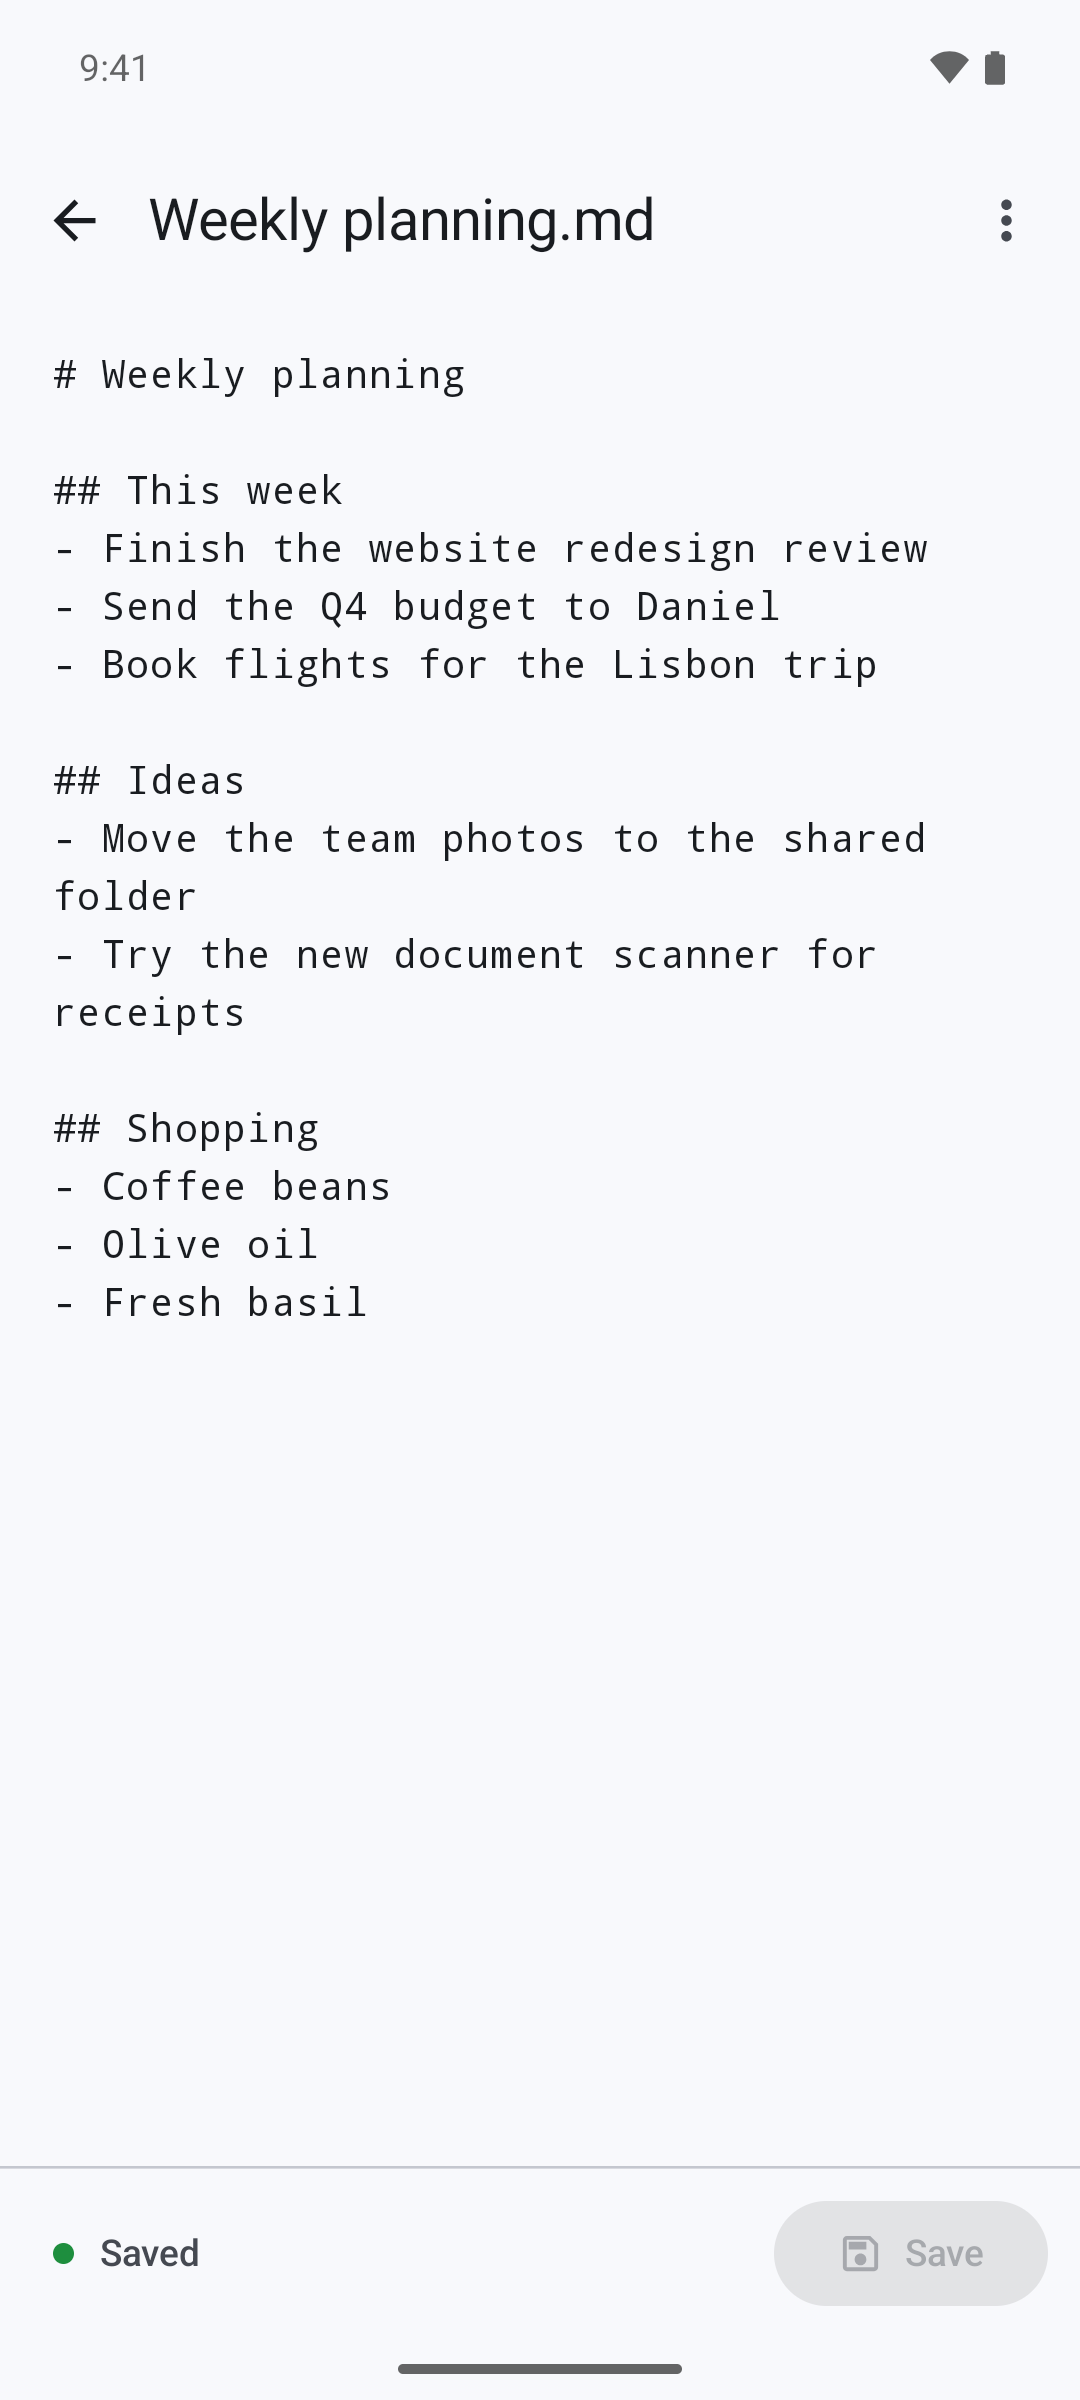 9:41
Weekly planning.md
# Weekly planning
## This week
- Finish the website redesign review
- Send the Q4 budget to Daniel
- Book flights for the Lisbon trip
## Ideas
- Move the team photos to the shared
folder
- Try the new document scanner for
receipts
## Shopping
- Coffee beans
- Olive oil
- Fresh basil
Saved
Save